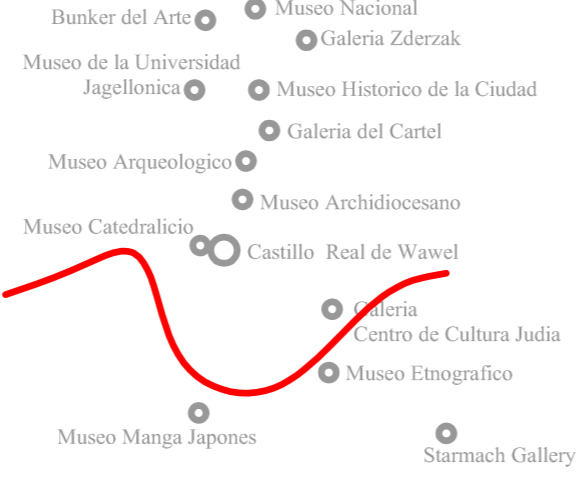 Museo Nacional
Bunker del Arte
Galeria Zderzak
Museo de la Universidad
Jagellonica
Museo Historico de la Ciudad
Galeria del Cartel
Museo Arqueologico
Museo Archidiocesano
Museo Catedralicio
Castillo Real de Wawel
Galeria
Centro de Cultura Judia
Museo Etnografico
Museo Manga Japones
Starmach Gallery